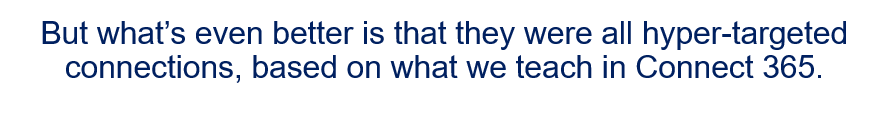 But what’s even better is that they were all hyper-targeted
connections, based on what we teach in Connect 365.